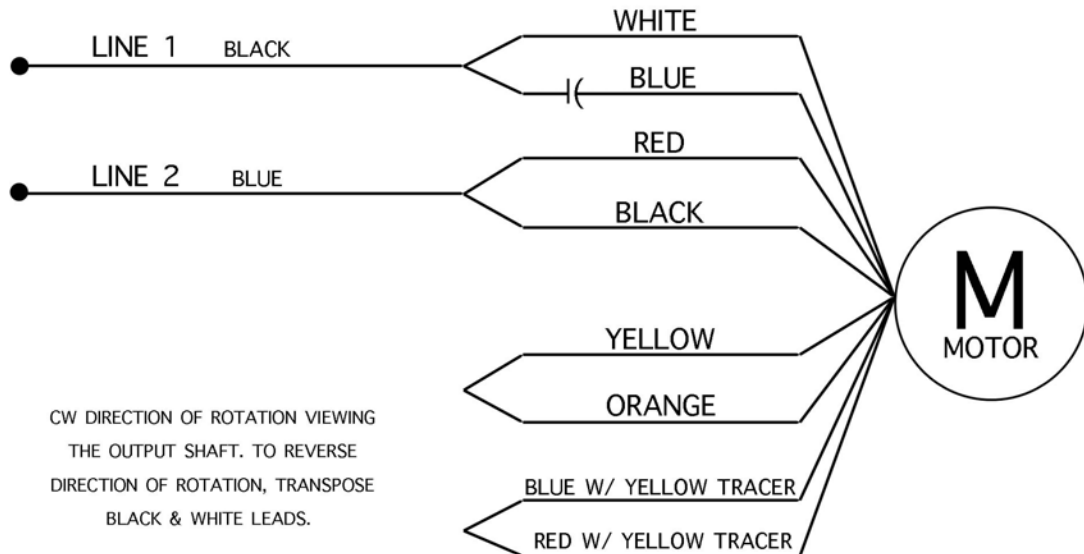 WHITE
LINE 1 BLACK
BLUE
RED
LINE 2 BLUE
BLACK
M
MOTOR
YELLOW
ORANGE
CW DIRECTION OF ROTATION VIEWING
THE OUTPUT SHAFT. TO REVERSE
DIRECTION OF ROTATION, TRANSPOSE
BLACK & WHITE LEADS.
BLUE W/ YELLOW TRACER
RED W/ YELLOW TRACER